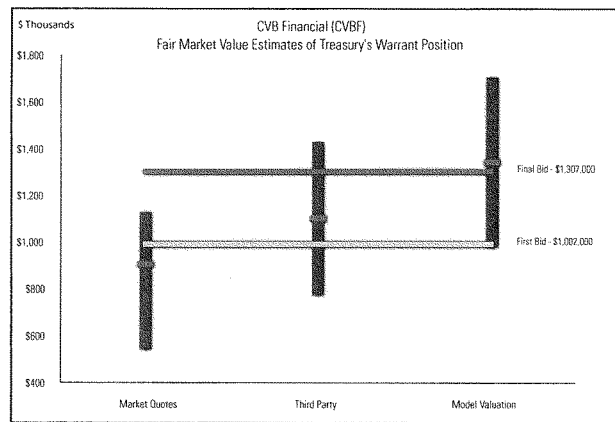 $ Thousands
CVB Financial (CVBF)
Fair Market Value Estimates of Treasury's Warrant Position
$1,800
$1,600
$1,400
$1,200
$1,000
$800
$600
$400
Final Bid - $1,307,000
First Bid - $1,002,000
Market Quotes
Third Party
Model Valuation